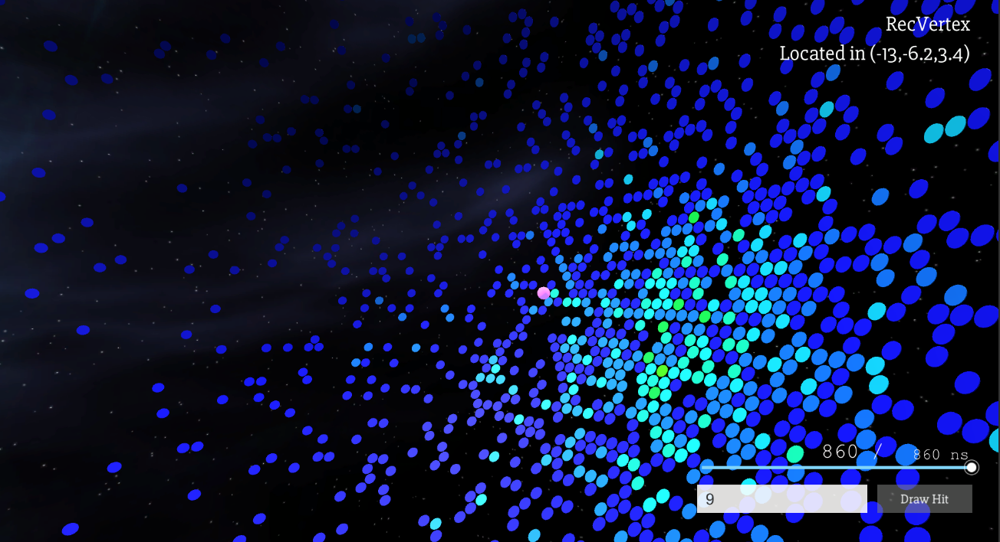 RecVertex
Located in (-13,-6.2,3.4)
860 / 860 ns
9
Draw Hit